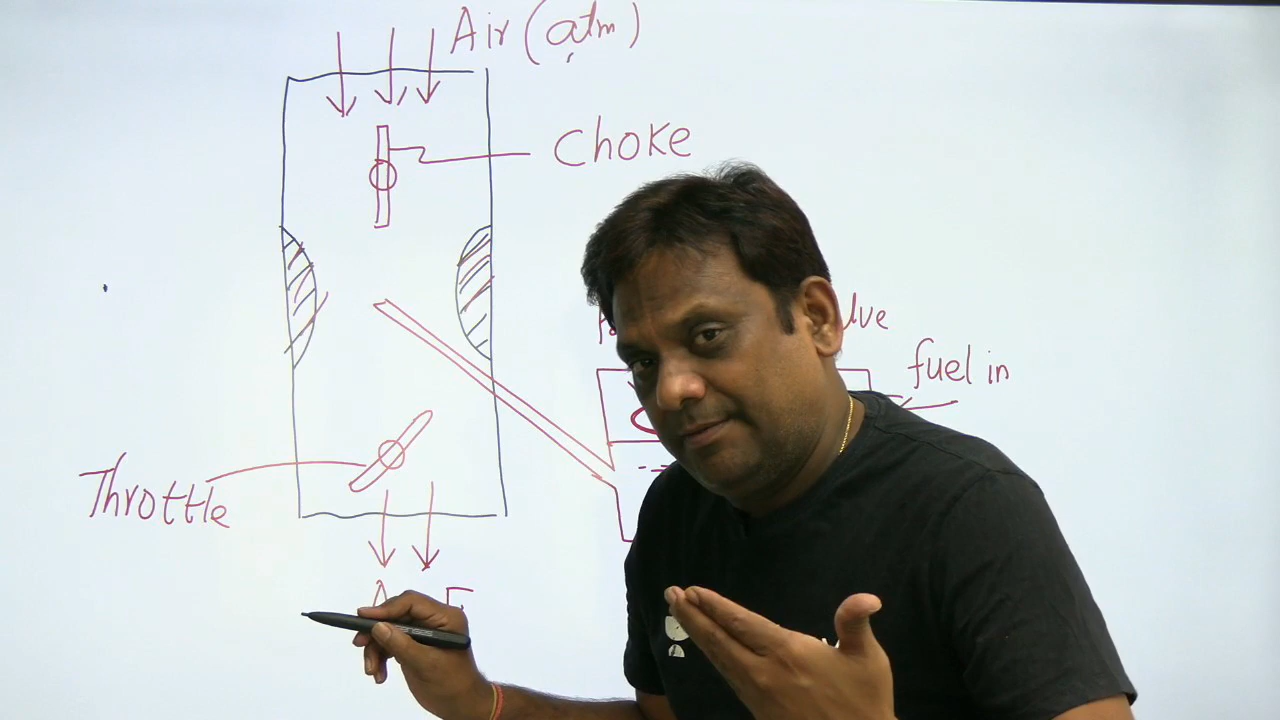 Air (atm)
Choke
fuel in
Throttle
A F